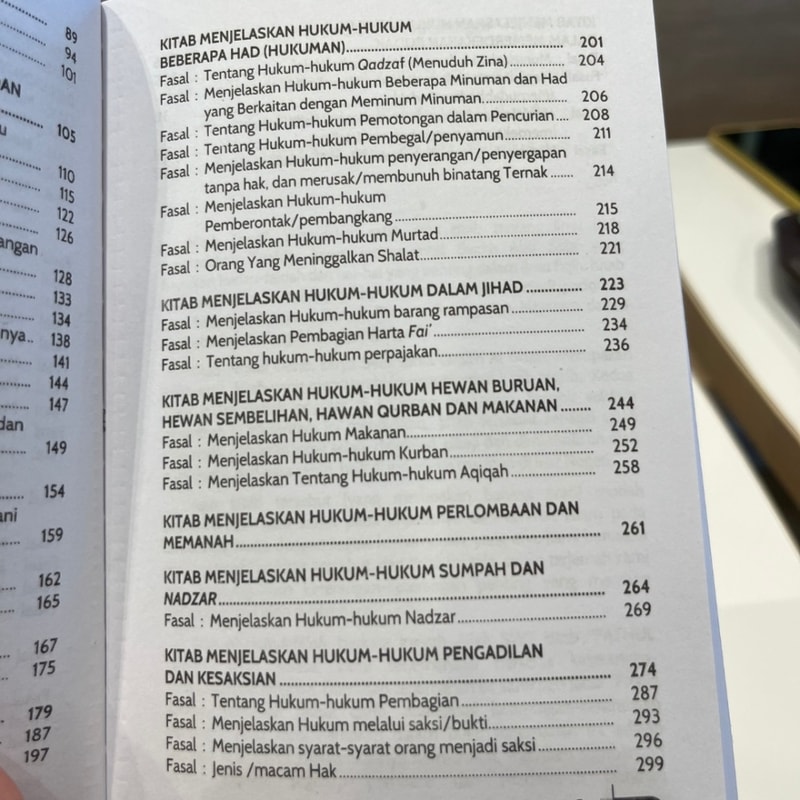 89
94
101
AN
u
105
110
115
122
126
angan
128
133
134
nya.. 138
141
144
147
dan
149
154
ani
159
162
165
167
175
179
187
197
KITAB MENJELASKAN HUKUM-HUKUM
BEBERAPA HAD (HUKUMAN)............ 201
Fasal : Tentang Hukum-hukum Qadzaf (Menuduh Zina)............ 204
Fasal : Menjelaskan Hukum-hukum Beberapa Minuman dan Had
yang Berkaitan dengan Meminum Minuman............ 206
Fasal : Tentang Hukum-hukum Pemotongan dalam Pencurian .... 208
Fasal : Tentang Hukum-hukum Pembegal/penyamun............ 211
Fasal : Menjelaskan Hukum-hukum penyerangan/penyergapan
tanpa hak, dan merusak/membunuh binatang Ternak ....... 214
Fasal : Menjelaskan Hukum-hukum
Pemberontak/pembangkang ............ 215
Fasal : Menjelaskan Hukum-hukum Murtad............ 218
Fasal : Orang Yang Meninggalkan Shalat............ 221
KITAB MENJELASKAN HUKUM-HUKUM DALAM JIHAD ............ 223
Fasal : Menjelaskan Hukum-hukum barang rampasan ............ 229
Fasal : Menjelaskan Pembagian Harta Fai' ............ 234
Fasal : Tentang hukum-hukum perpajakan............ 236
KITAB MENJELASKAN HUKUM-HUKUM HEWAN BURUAN,
HEWAN SEMBELIHAN, HAWAN QURBAN DAN MAKANAN ........ 244
Fasal : Menjelaskan Hukum Makanan............ 249
Fasal : Menjelaskan Hukum-hukum Kurban............ 252
Fasal : Menjelaskan Tentang Hukum-hukum Aqiqah ............ 258
KITAB MENJELASKAN HUKUM-HUKUM PERLOMBAAN DAN
MEMANAH............ 261
KITAB MENJELASKAN HUKUM-HUKUM SUMPAH DAN
NADZAR............ 264
Fasal : Menjelaskan Hukum-hukum Nadzar............ 269
KITAB MENJELASKAN HUKUM-HUKUM PENGADILAN
DAN KESAKSIAN ............ 274
Fasal : Tentang Hukum-hukum Pembagian ............ 287
Fasal : Menjelaskan Hukum melalui saksi/bukti............ 293
Fasal : Menjelaskan syarat-syarat orang menjadi saksi............ 296
Fasal : Jenis /macam Hak............ 299